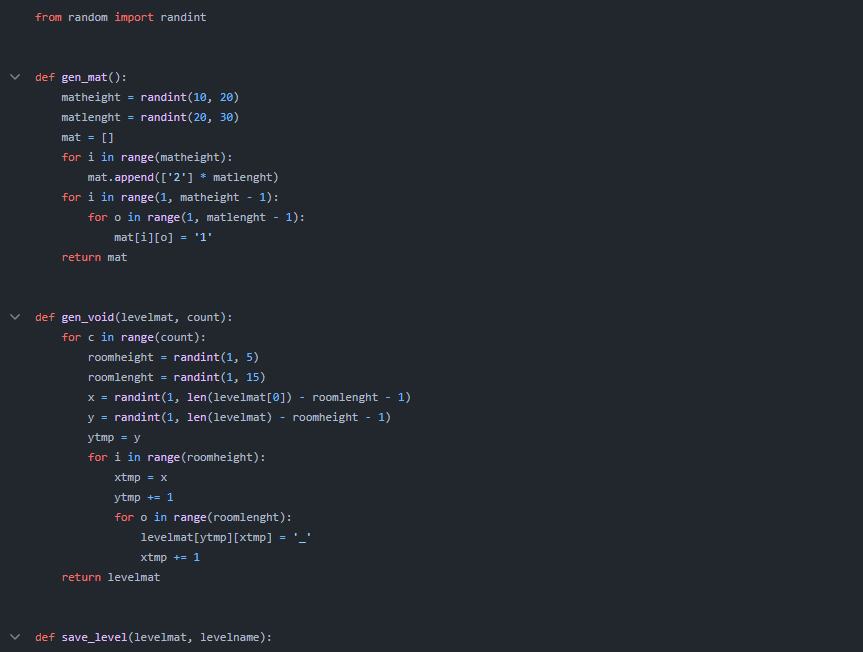 from random import randint
def gen_mat():
    matheight = randint(10, 20)
    matlenght = randint(20, 30)
    mat = []
    for i in range(matheight):
        mat.append(['2'] * matlenght)
    for i in range(1, matheight - 1):
        for o in range(1, matlenght - 1):
            mat[i][o] = '1'
    return mat
def gen_void(levelmat, count):
    for c in range(count):
        roomheight = randint(1, 5)
        roomlenght = randint(1, 15)
        x = randint(1, len(levelmat[0]) - roomlenght - 1)
        y = randint(1, len(levelmat) - roomheight - 1)
        ytmp = y
        for i in range(roomheight):
            xtmp = x
            ytmp += 1
            for o in range(roomlenght):
                levelmat[ytmp][xtmp] = '_'
                xtmp += 1
    return levelmat
def save_level(levelmat, levelname):